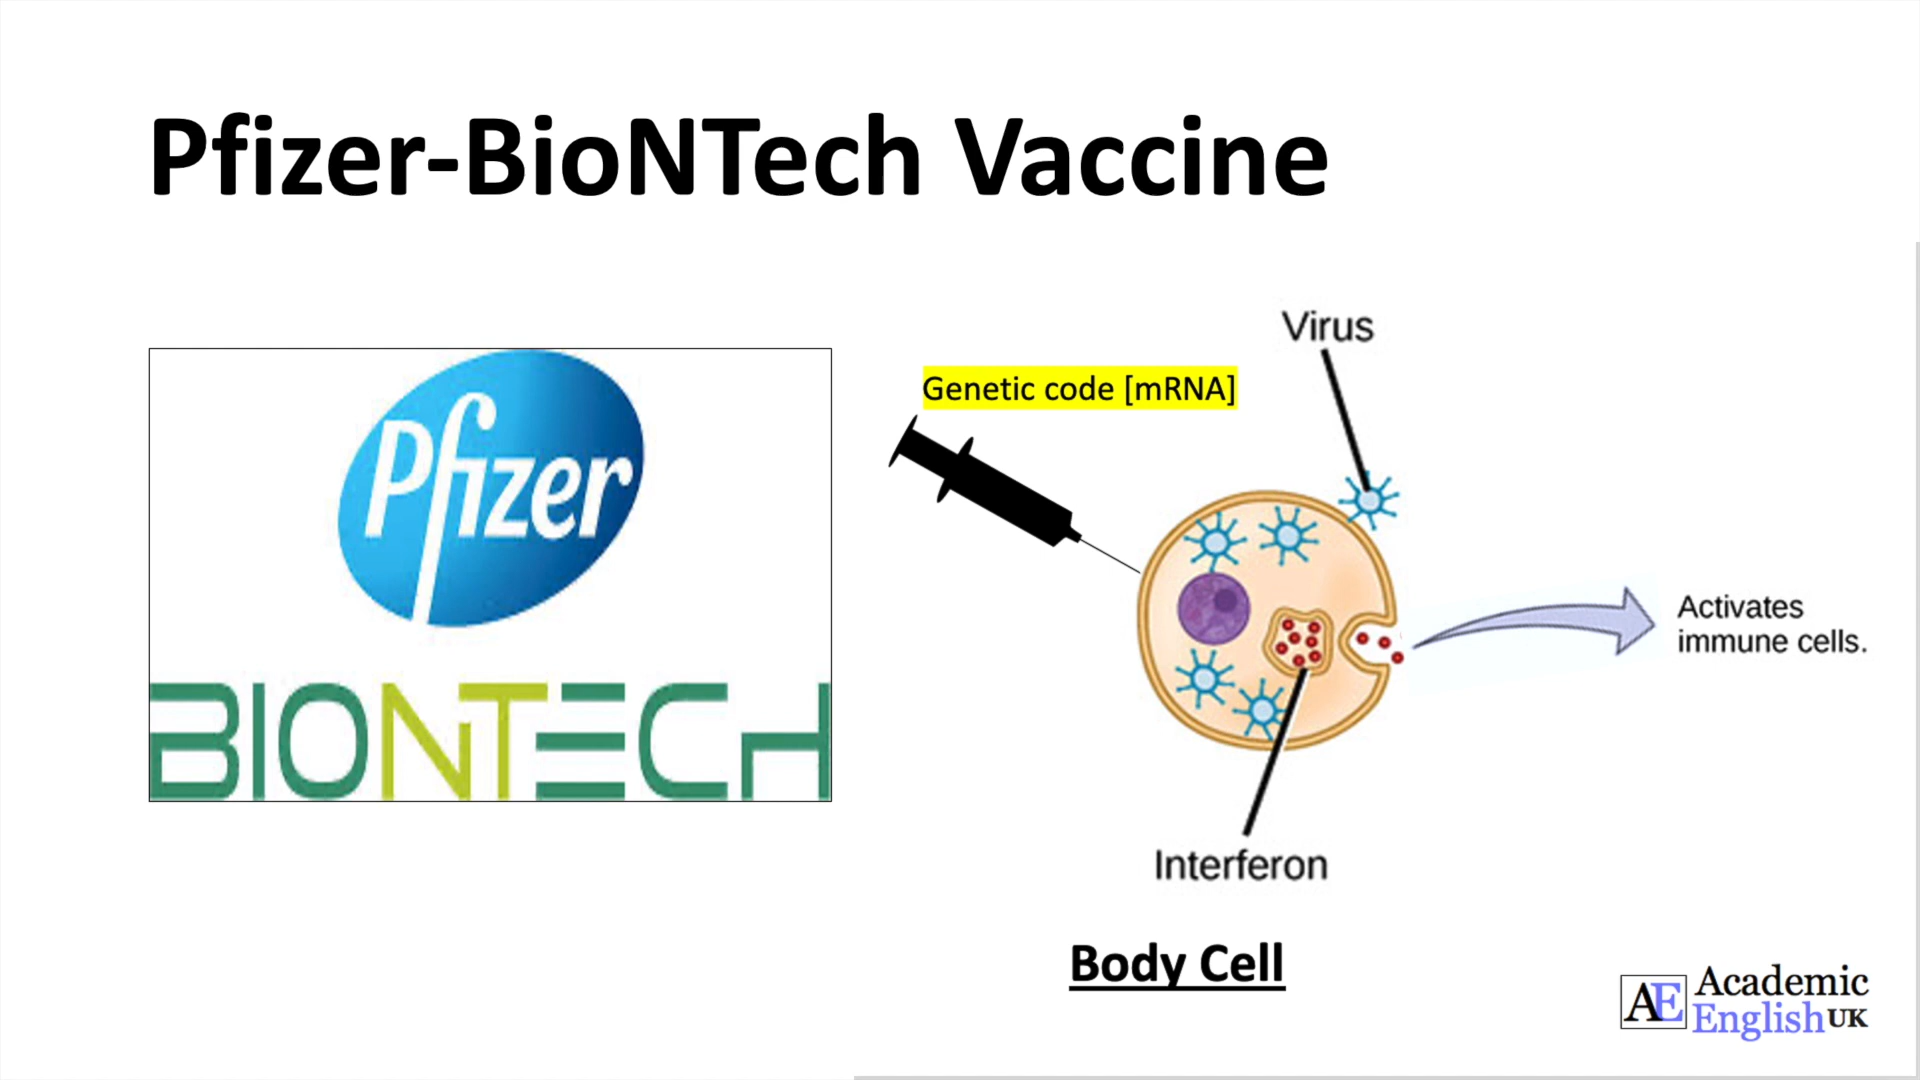 Pfizer-BioNTech Vaccine
Pfizer
BIONTECH
Genetic code [mRNA]
Virus
Activates
immune cells.
Interferon
Body Cell
AE
Academic
English UK